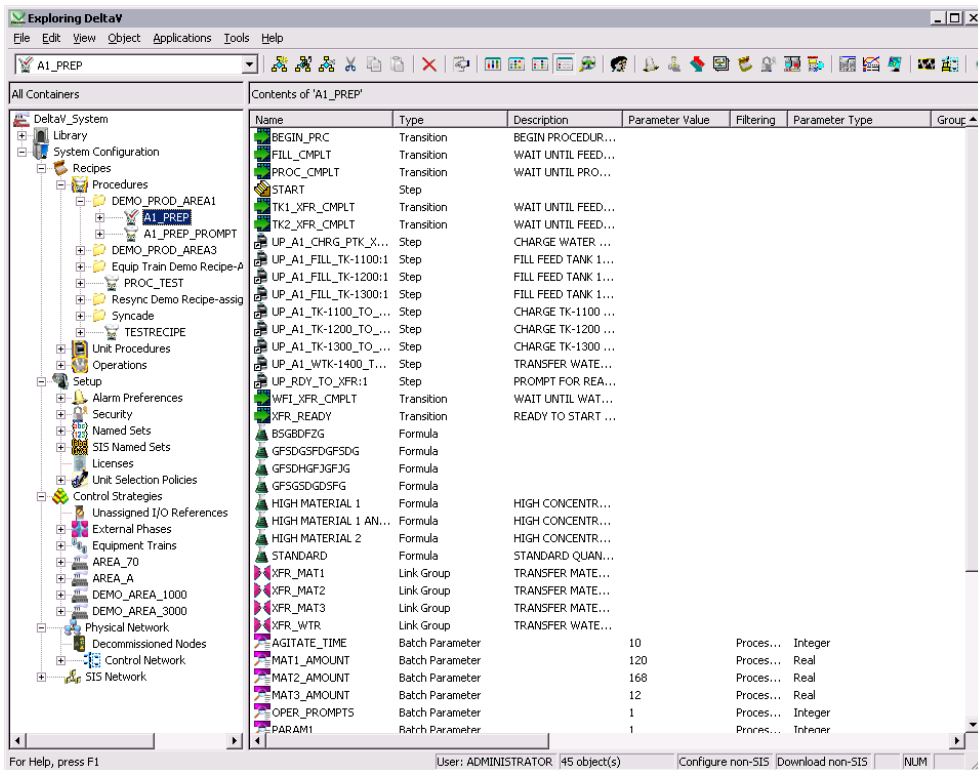 Exploring DeltaV
File Edit View Object Applications Tools Help
A1_PREP
All Containers
Contents of 'A1_PREP'
DeltaV_System
Library
System Configuration
Recipes
Procedures
DEMO_PROD_AREA1
A1_PREP
A1_PREP_PROMPT
DEMO_PROD_AREA3
Equip Train Demo Recipe-A
PROC_TEST
Resync Demo Recipe-assig
Syncade
TESTRECIPE
Unit Procedures
Operations
Setup
Alarm Preferences
Security
Named Sets
SIS Named Sets
Licenses
Unit Selection Policies
Control Strategies
Unassigned I/O References
External Phases
Equipment Trains
AREA_70
AREA_A
DEMO_AREA_1000
DEMO_AREA_3000
Physical Network
Decommissioned Nodes
Control Network
SIS Network
Name Type Description Parameter Value Filtering Parameter Type Group
BEGIN_PRC Transition BEGIN PROCEDUR...
FILL_CMPLT Transition WAIT UNTIL FEED...
PROC_CMPLT Transition WAIT UNTIL PRO...
START Step
TK1_XFR_CMPLT Transition WAIT UNTIL FEED...
TK2_XFR_CMPLT Transition WAIT UNTIL FEED...
UP_A1_CHRG_PTK_X... Step CHARGE WATER ...
UP_A1_FILL_TK-1100:1 Step FILL FEED TANK 1...
UP_A1_FILL_TK-1200:1 Step FILL FEED TANK 1...
UP_A1_FILL_TK-1300:1 Step FILL FEED TANK 1...
UP_A1_TK-1100_TO_... Step CHARGE TK-1100 ...
UP_A1_TK-1200_TO_... Step CHARGE TK-1200 ...
UP_A1_TK-1300_TO_... Step CHARGE TK-1300 ...
UP_A1_WTK-1400_T... Step TRANSFER WATE...
UP_RDY_TO_XFR:1 Step PROMPT FOR REA...
WFI_XFR_CMPLT Transition WAIT UNTIL WAT...
XFR_READY Transition READY TO START ...
BSGBDFZG Formula
GFSDGSFDGFSDG Formula
GFSDHGFJGFJG Formula
GFSGSDGDSFG Formula
HIGH MATERIAL 1 Formula HIGH CONCENTR...
HIGH MATERIAL 1 AN... Formula HIGH CONCENTR...
HIGH MATERIAL 2 Formula HIGH CONCENTR...
STANDARD Formula STANDARD QUAN...
XFR_MAT1 Link Group TRANSFER MATE...
XFR_MAT2 Link Group TRANSFER MATE...
XFR_MAT3 Link Group TRANSFER MATE...
XFR_WTR Link Group TRANSFER WATE...
AGITATE_TIME Batch Parameter 10 Proces... Integer
MAT1_AMOUNT Batch Parameter 120 Proces... Real
MAT2_AMOUNT Batch Parameter 168 Proces... Real
MAT3_AMOUNT Batch Parameter 12 Proces... Real
OPER_PROMPTS Batch Parameter 1 Proces... Integer
PARAM1 Batch Parameter 1 Proces... Integer
For Help, press F1
User: ADMINISTRATOR 45 object(s) Configure non-SIS Download non-SIS NUM